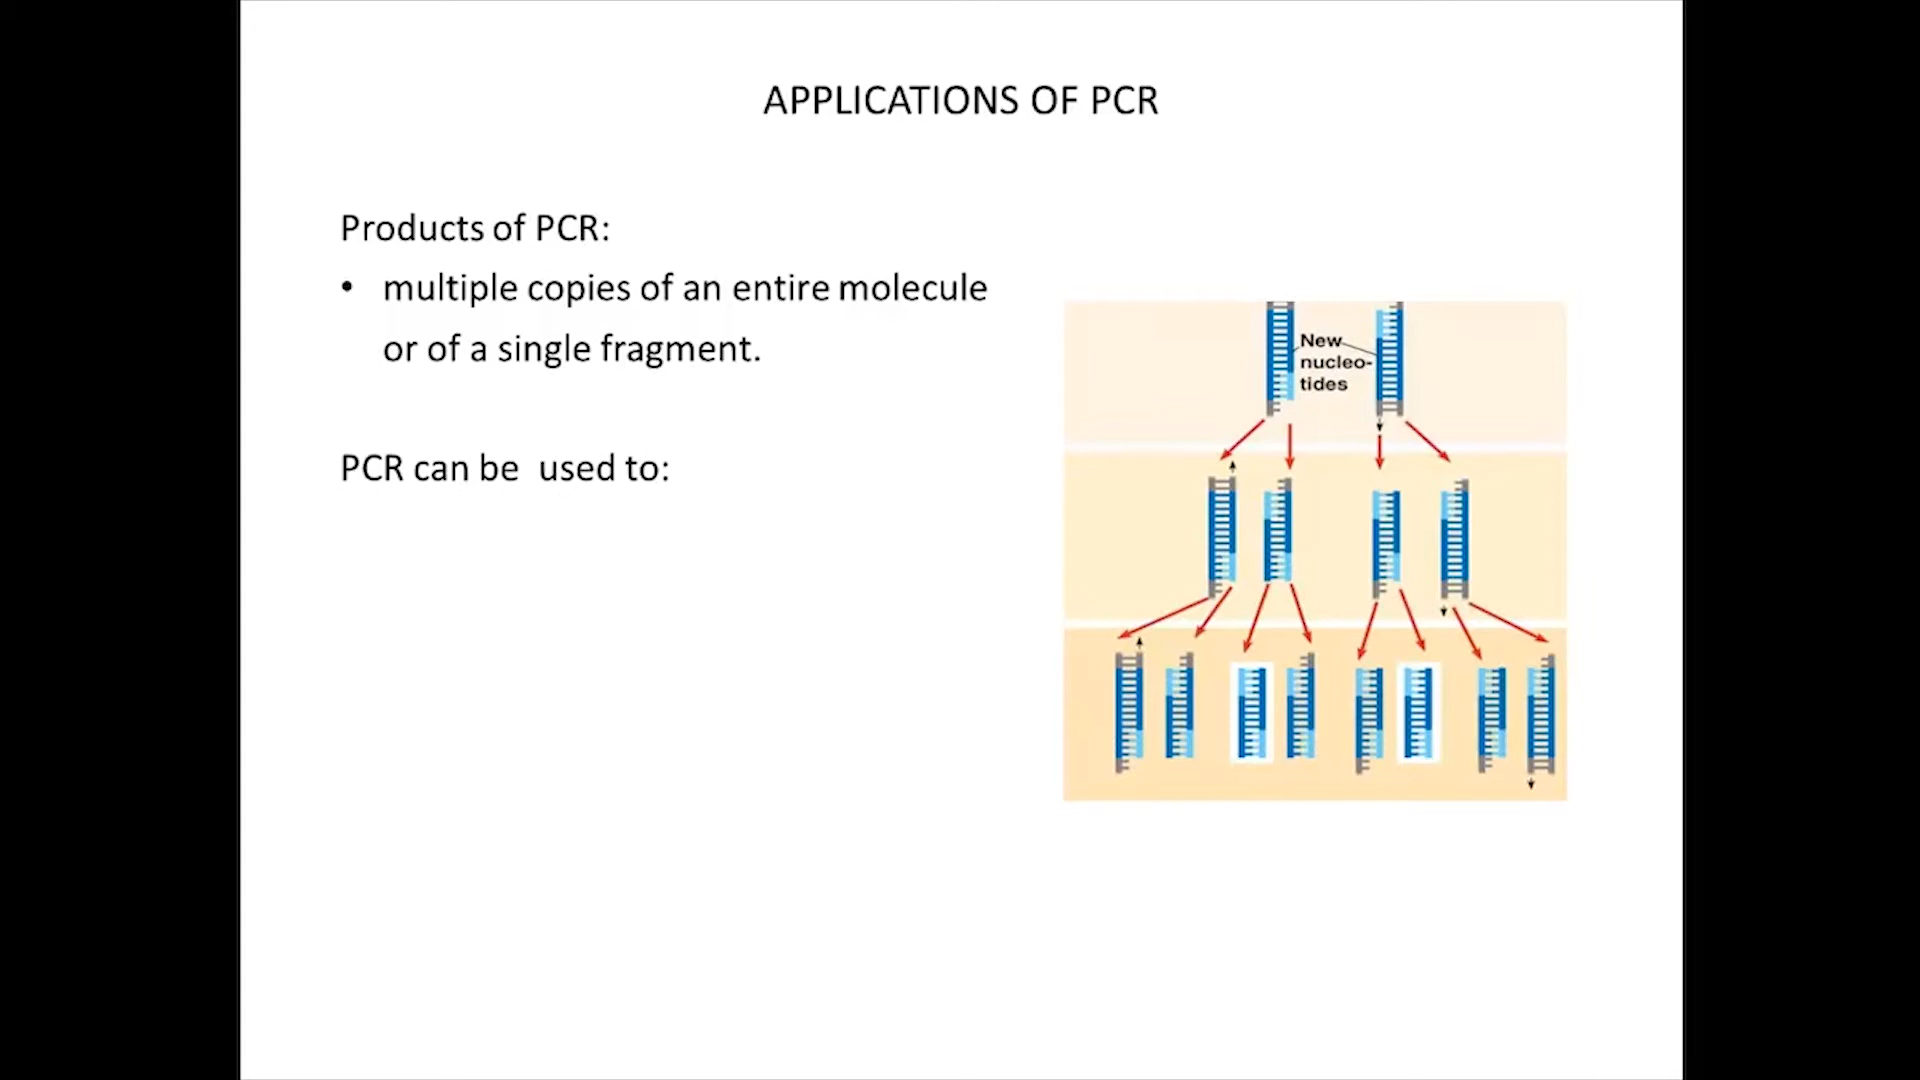 APPLICATIONS OF PCR
Products of PCR:
• multiple copies of an entire molecule
or of a single fragment.
PCR can be  used to:
New
nucleo-
tides